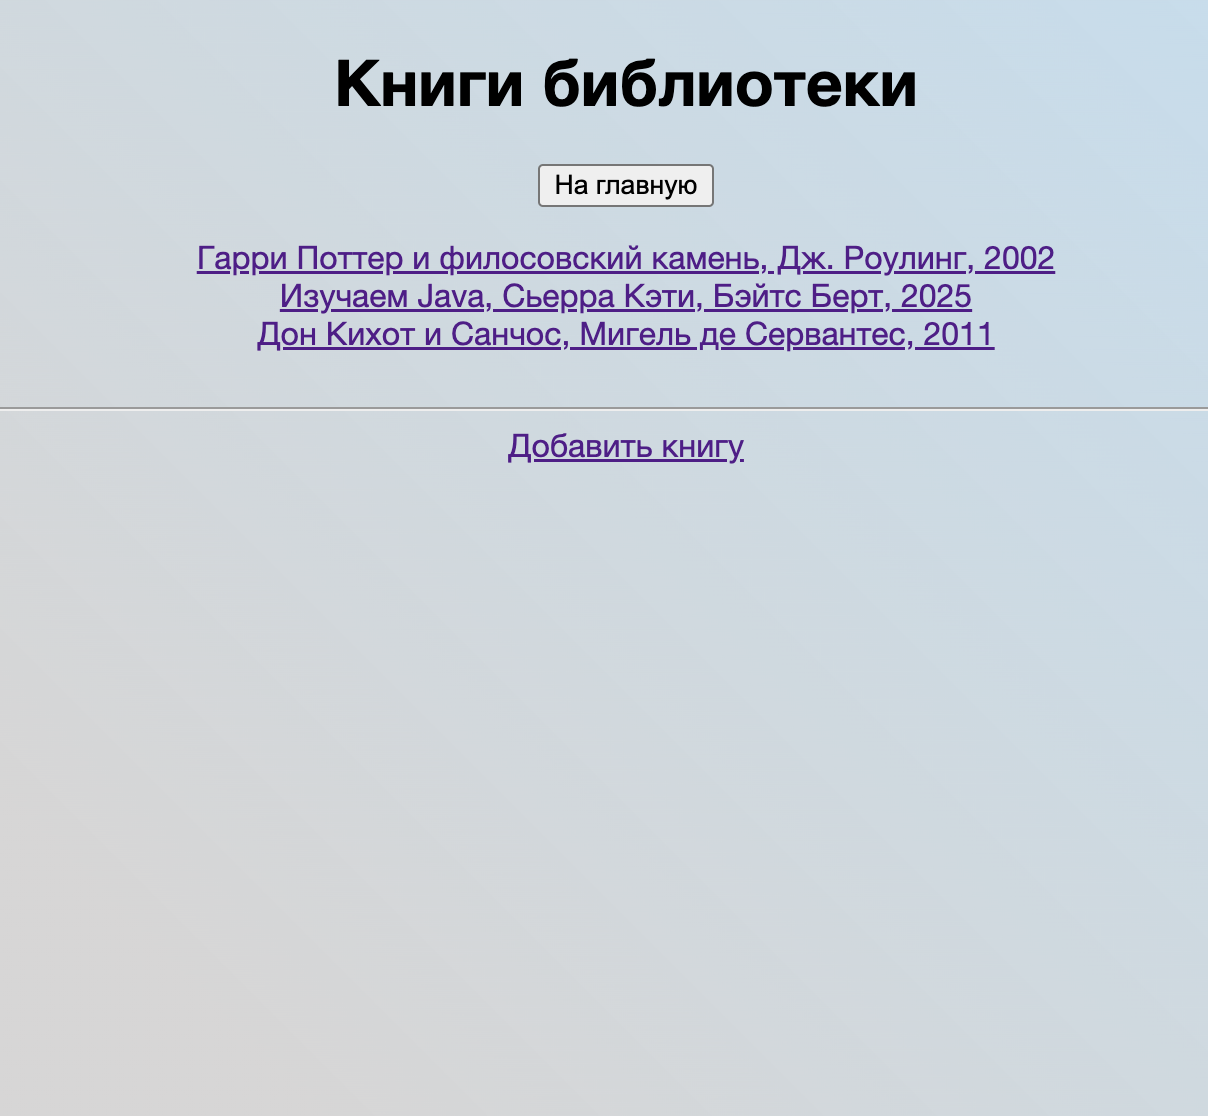 Книги библиотеки
На главную
Гарри Поттер и филосовский камень, Дж. Роулинг, 2002
Изучаем Java, Сьерра Кэти, Бэйтс Берт, 2025
Дон Кихот и Санчос, Мигель де Сервантес, 2011
Добавить книгу